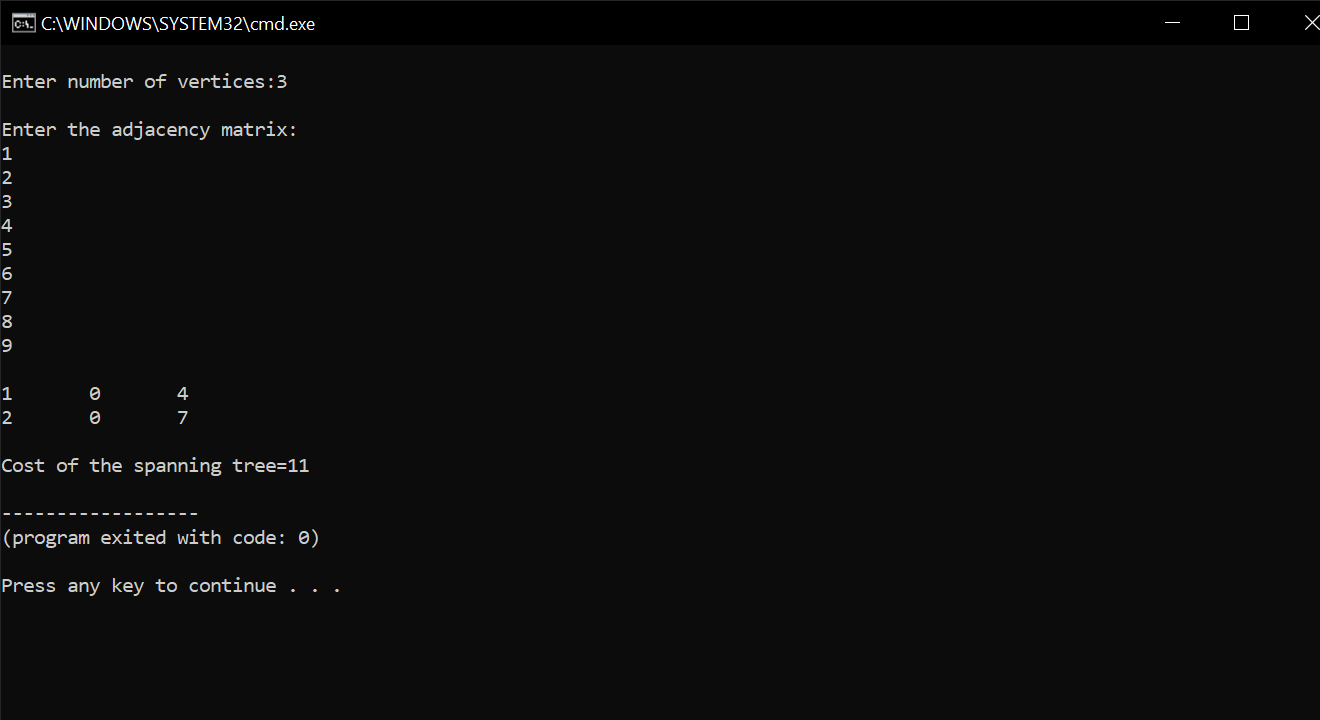 C:\WINDOWS\SYSTEM32\cmd.exe
Enter number of vertices:3
Enter the adjacency matrix:
1
2
3
4
5
6
7
8
9
1 0 4
2 0 7
Cost of the spanning tree=11
------------------
(program exited with code: 0)
Press any key to continue . . .